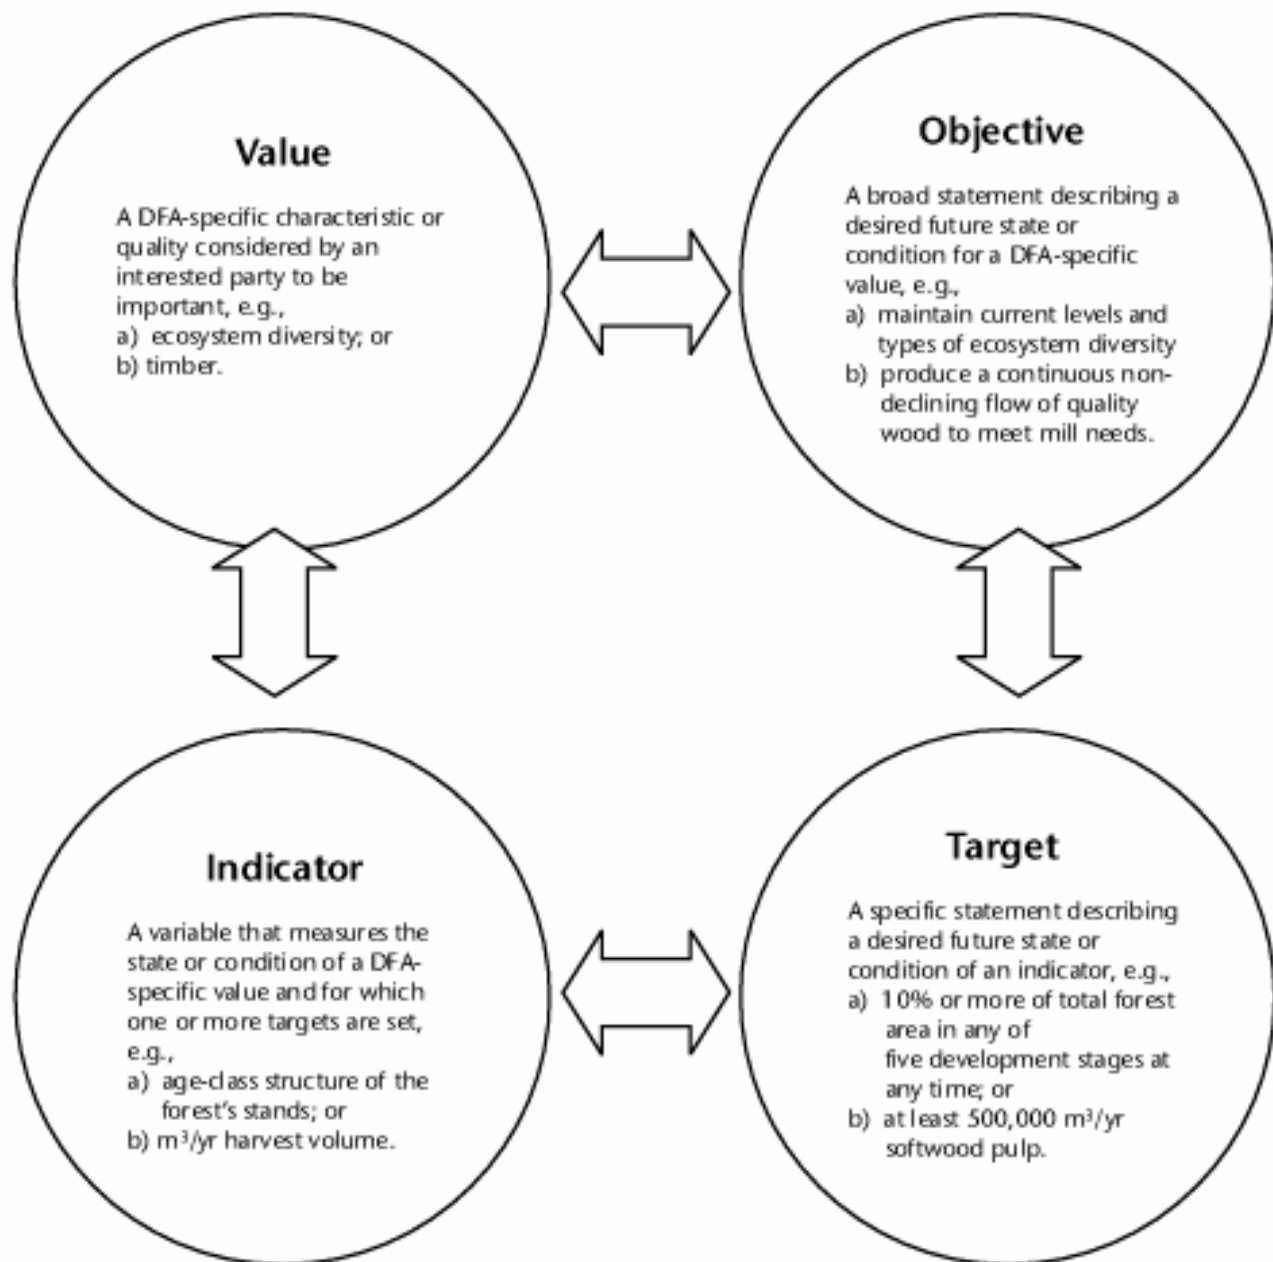 Value
A DFA-specific characteristic or
quality considered by an
interested party to be
important, e.g.,
a) ecosystem diversity; or
b) timber.
Objective
A broad statement describing a
desired future state or
condition for a DFA-specific
value, e.g.,
a) maintain current levels and
types of ecosystem diversity
b) produce a continuous non-
declining flow of quality
wood to meet mill needs.
Indicator
A variable that measures the
state or condition of a DFA-
specific value and for which
one or more targets are set,
e.g.,
a) age-class structure of the
forest's stands; or
b) m³/yr harvest volume.
Target
A specific statement describing
a desired future state or
condition of an indicator, e.g.,
a) 10% or more of total forest
area in any of
five development stages at
any time; or
b) at least 500,000 m³/yr
softwood pulp.